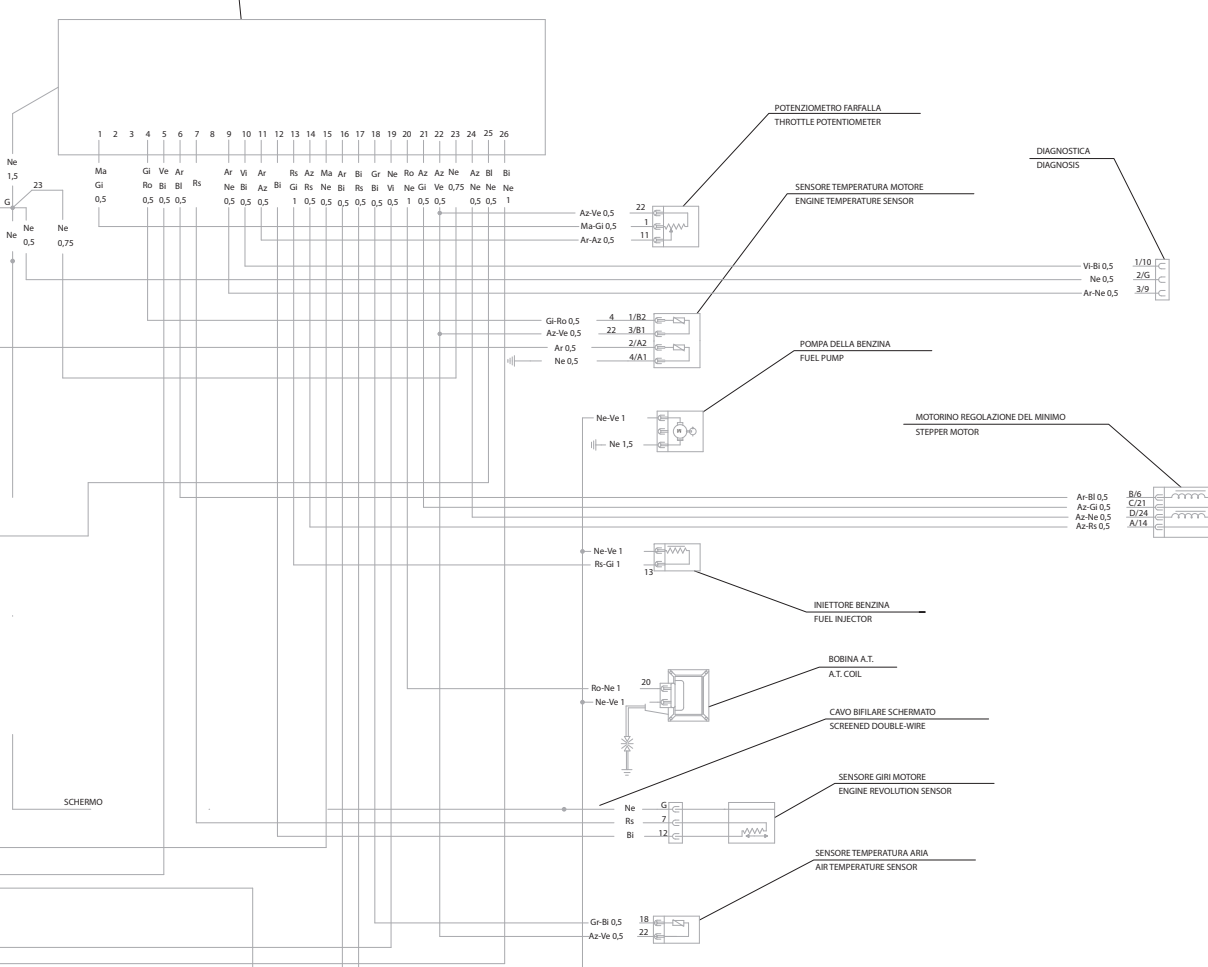 1 2 3 4 5 6 7 8 9 10 11 12 13 14 15 16 17 18 19 20 21 22 23 24 25 26
Ma Gi 0,5
Gi Ro 0,5
Ve Bi 0,5
Ar Bl 0,5
Rs
Ar Ne 0,5
Vi Bi 0,5
Ar Az 0,5
Bi
Rs Gi 1
Az Rs 0,5
Ma Ne 0,5
Ar Bi 0,5
Bi Rs 0,5
Gr Bi 0,5
Ne Vi 0,5
Ro Ne 1
Az Gi 0,5
Az Ve 0,5
Ne 0,75
Az Ne 0,5
Bl Ne 0,5
Bi Ne 1
Ne
1,5
23
G
Ne
Ne
0,5
Ne
0,75
POTENZIOMETRO FARFALLA
THROTTLE POTENTIOMETER
Az-Ve 0,5 22
Ma-Gi 0,5 1
Ar-Az 0,5 11
DIAGNOSTICA
DIAGNOSIS
Vi-Bi 0,5 1/10
Ne 0,5 2/G
Ar-Ne 0,5 3/9
SENSORE TEMPERATURA MOTORE
ENGINE TEMPERATURE SENSOR
Gi-Ro 0,5 4 1/B2
Az-Ve 0,5 22 3/B1
Ar 0,5 2/A2
Ne 0,5 4/A1
POMPA DELLA BENZINA
FUEL PUMP
Ne-Ve 1
M
Ne 1,5
MOTORINO REGOLAZIONE DEL MINIMO
STEPPER MOTOR
Ar-Bl 0,5 B/6
Az-Gi 0,5 C/21
Az-Ne 0,5 D/24
Az-Rs 0,5 A/14
Ne-Ve 1
Rs-Gi 1
13
INIETTORE BENZINA
FUEL INJECTOR
BOBINA A.T.
A.T. COIL
Ro-Ne 1 20
Ne-Ve 1
CAVO BIFILARE SCHERMATO
SCREENED DOUBLE-WIRE
SENSORE GIRI MOTORE
ENGINE REVOLUTION SENSOR
SCHERMO
Ne G
Rs 7
Bi 12
SENSORE TEMPERATURA ARIA
AIR TEMPERATURE SENSOR
Gr-Bi 0,5 18
Az-Ve 0,5 22